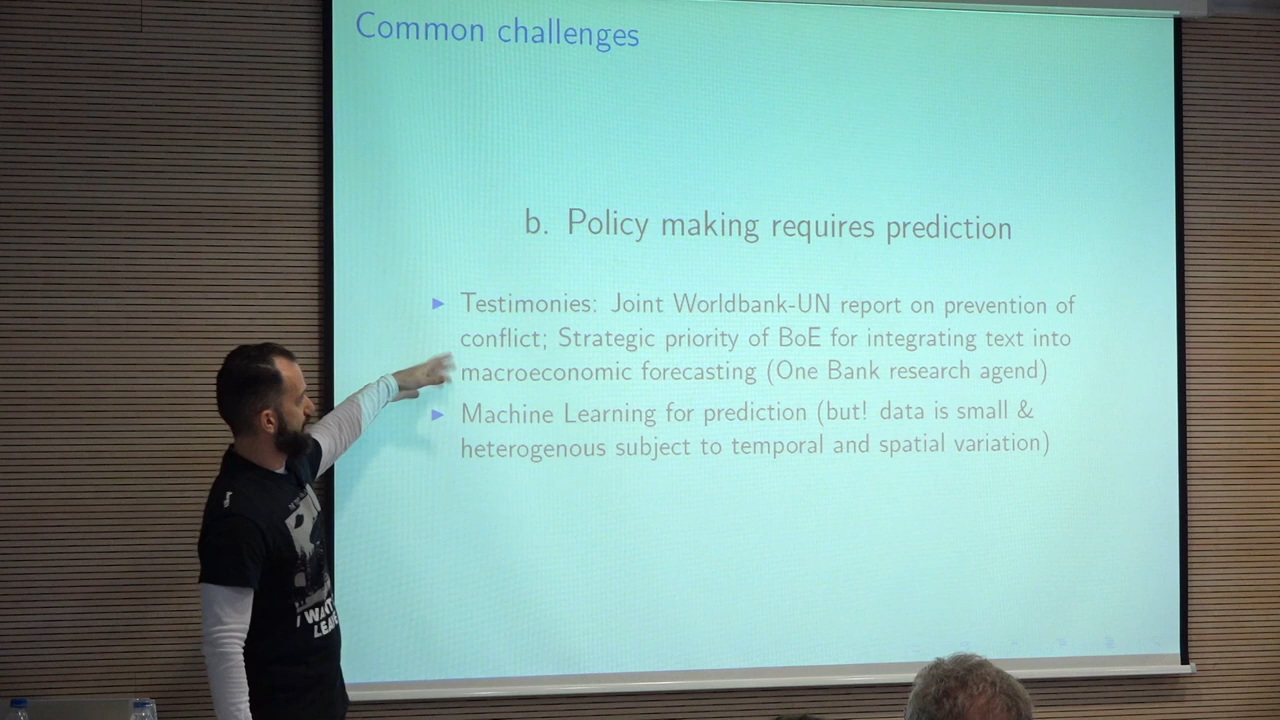 Common challenges
b. Policy making requires prediction
Testimonies: Joint Worldbank-UN report on prevention of
conflict; Strategic priority of BoE for integrating text into
macroeconomic forecasting (One Bank research agend)
Machine Learning for prediction (but! data is small &
heterogenous subject to temporal and spatial variation)
I WANT